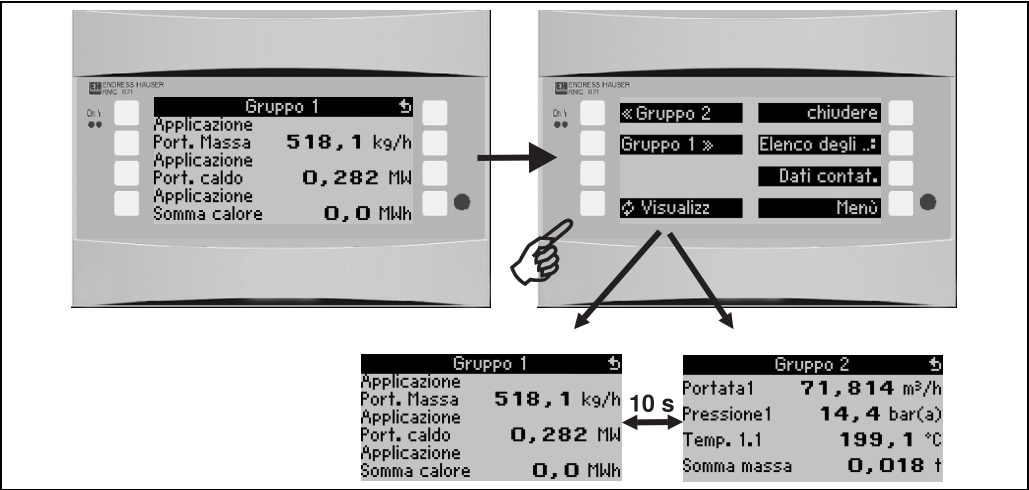 ENDRESS HAUSER
RMC 671
Gruppo 1
Applicazione
Port. Massa 518,1 kg/h
Applicazione
Port. caldo 0,282 MW
Applicazione
Somma calore 0,0 MWh
ENDRESS HAUSER
RMC 671
« Gruppo 2 chiudere
Gruppo 1 » Elenco degli ..:
Dati contat.
Visualizz Menù
Gruppo 1
Applicazione
Port. Massa 518,1 kg/h
Applicazione
Port. caldo 0,282 MW
Applicazione
Somma calore 0,0 MWh
10 s
Gruppo 2
Portata1 71,814 m³/h
Pressione1 14,4 bar(a)
Temp. 1.1 199,1 °C
Somma massa 0,018 t